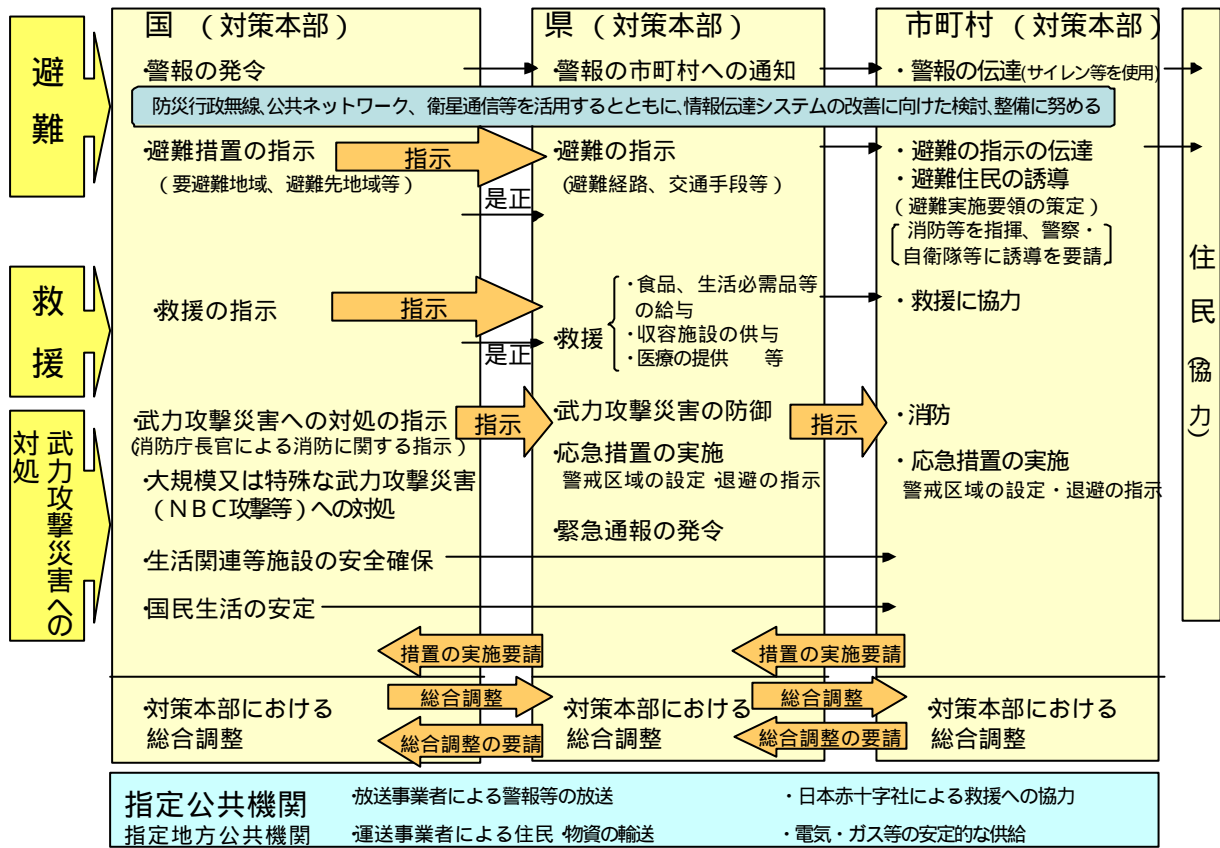 国 （対策本部）
県 （対策本部）
市町村（対策本部）
避難
・警報の発令
・警報の市町村への通知
・警報の伝達(サイレン等を使用)
防災行政無線、公共ネットワーク、衛星通信等を活用するとともに、情報伝達システムの改善に向けた検討、整備に努める
・避難措置の指示
（要避難地域、避難先地域等）
指示
・避難の指示
(避難経路、交通手段等）
是正
・避難の指示の伝達
・避難住民の誘導
（避難実施要領の策定）
消防等を指揮、警察・
自衛隊等に誘導を要請
救援
・救援の指示
指示
是正
・救援
・食品、生活必需品等
の給与
・収容施設の供与
・医療の提供 等
・救援に協力
武力攻撃災害への
対処
・武力攻撃災害への対処の指示
(消防庁長官による消防に関する指示）
指示
・武力攻撃災害の防御
指示
・消防
・大規模又は特殊な武力攻撃災害
（ＮＢＣ攻撃等）への対処
・応急措置の実施
警戒区域の設定・退避の指示
・応急措置の実施
警戒区域の設定・退避の指示
・緊急通報の発令
・生活関連等施設の安全確保
・国民生活の安定
措置の実施要請
措置の実施要請
・対策本部における
総合調整
総合調整
総合調整の要請
・対策本部における
総合調整
総合調整
総合調整の要請
・対策本部における
総合調整
住民（協力）
指定公共機関
指定地方公共機関
・放送事業者による警報等の放送
・日本赤十字社による救援への協力
・運送事業者による住民・物資の輸送
・電気・ガス等の安定的な供給